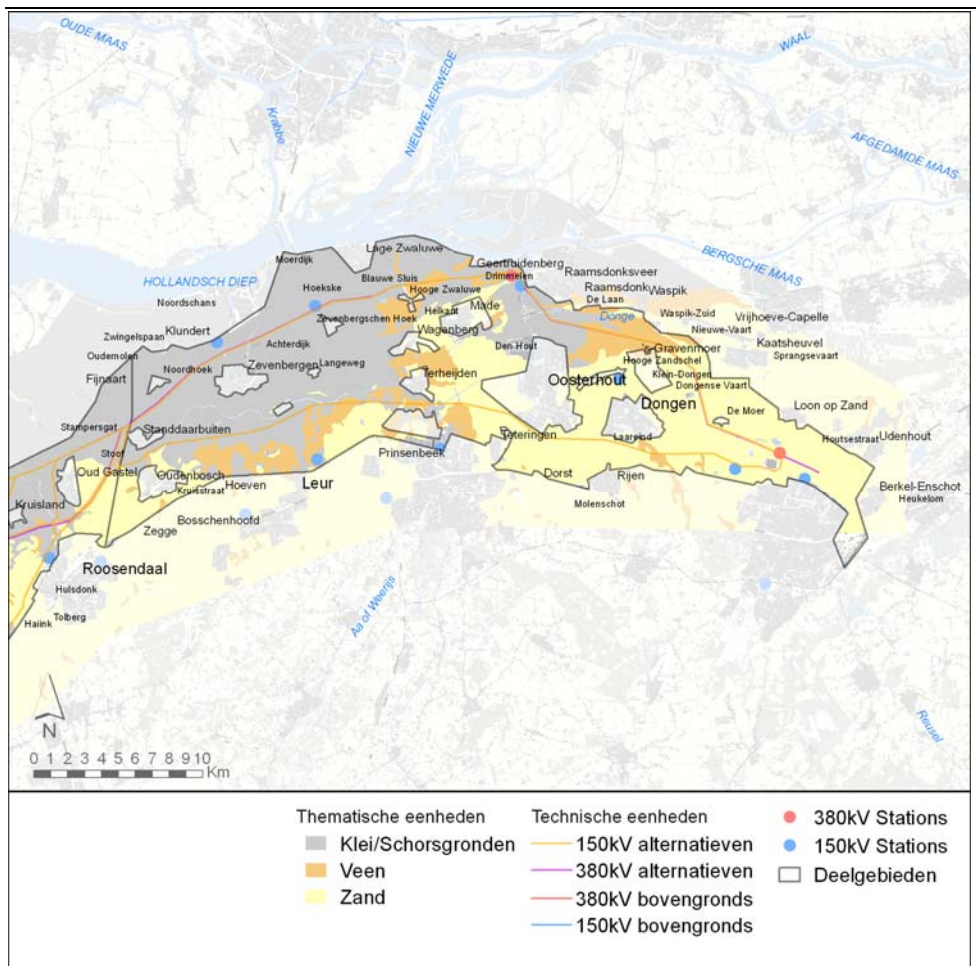 OUDE MAAS
WAAL
Krabbe
NIEUWE MERWEDE
AFGEDAMDE MAAS
Lage Zwaluwe
Moerdijk
Geertruidenberg
BERGSCHE MAAS
HOLLANDSCH DIEP
Hoekske
Blauwe Sluis
Drimmelen
Raamsdonksveer
Noordschans
Hooge Zwaluwe
Raamsdonk
Waspik
De Laan
Zwingelspaan
Klundert
Zevenbergschen Hoek
Helkant
Made
Donge
Waspik-Zuid
Vrijhoeve-Capelle
Wagenberg
Nieuwe-Vaart
Oudemolen
Achterdijk
Den Hout
Gravenmoer
Kaatsheuvel
Sprangsevaart
Fijnaart
Noordhoek
Zevenbergen
Langeweg
Terheijden
Oosterhout
Hooge Zandschel
Klein-Dongen
Dongense Vaart
Dongen
De Moer
Loon op Zand
Stampersgat
Standdaarbuiten
Stoof
Teteringen
Laareind
Houtsestraat
Udenhout
Oud Gastel
Oudenbosch
Kruisstraat
Hoeven
Leur
Prinsenbeek
Dorst
Rijen
Berkel-Enschot
Heukelom
Kruisland
Bosschenhoofd
Molenschot
Zegge
Roosendaal
Hulsdonk
Tolberg
Haiink
Aa of Weerijs
Reusel
N
0 1 2 3 4 5 6 7 8 9 10
Km
Thematische eenheden
Klei/Schorsgronden
Veen
Zand
Technische eenheden
150kV alternatieven
380kV alternatieven
380kV bovengronds
150kV bovengronds
380kV Stations
150kV Stations
Deelgebieden